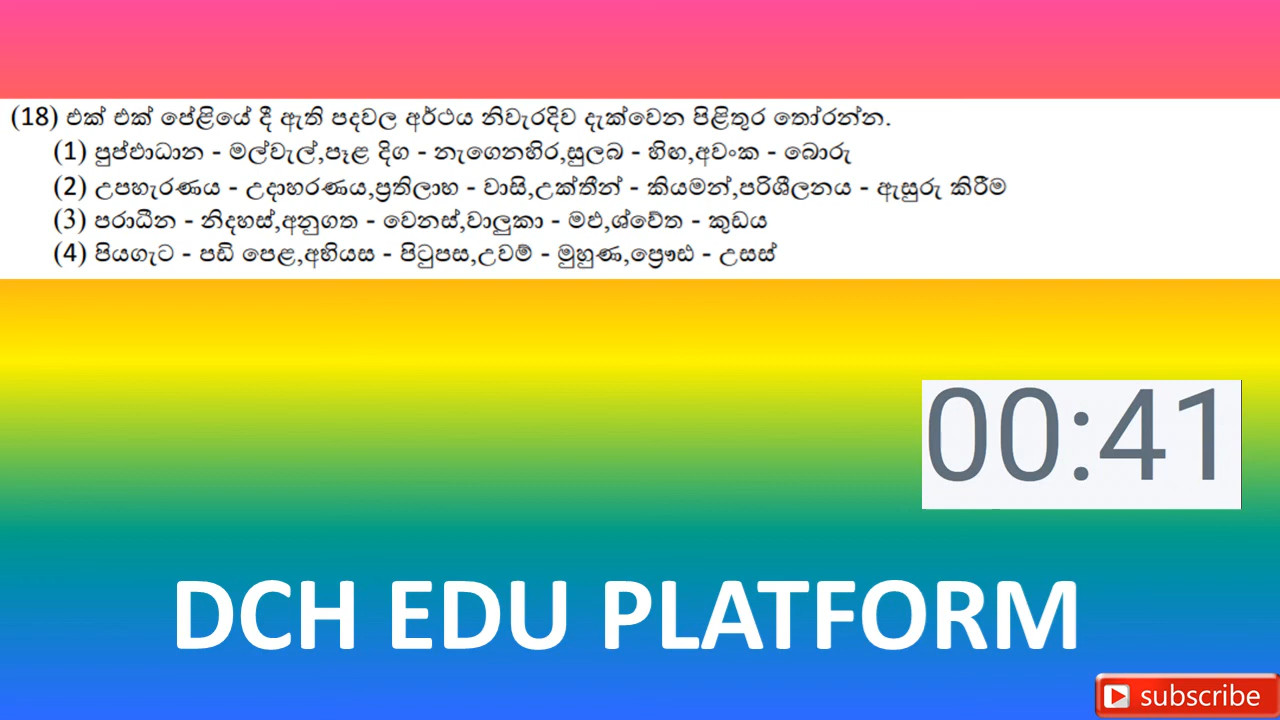 (18) එක් එක් පේළියේ දී ඇති පදවල අර්ථය නිවැරදිව දැක්වෙන පිළිතුර තෝරන්න.
(1) පුප්ඵාධාන - මල්වැල්,පෑළ දිග - නැගෙනහිර,සුලබ - හිඟ,අවංක - බොරු
(2) උපහැරණය - උදාහරණය,ප්‍රතිලාභ - වාසි,උක්තීන් - කියමන්,පරිශීලනය - ඇසුරු කිරීම
(3) පරාධීන - නිදහස්,අනුගත - වෙනස්,වාලුකා - මඵ,ශ්වේත - කුඩය
(4) පියගැට - පඩි පෙළ,අභියස - පිටුපස,උවම් - මුහුණ,ප්‍රෞඪ - උසස්
00:41
DCH EDU PLATFORM
subscribe